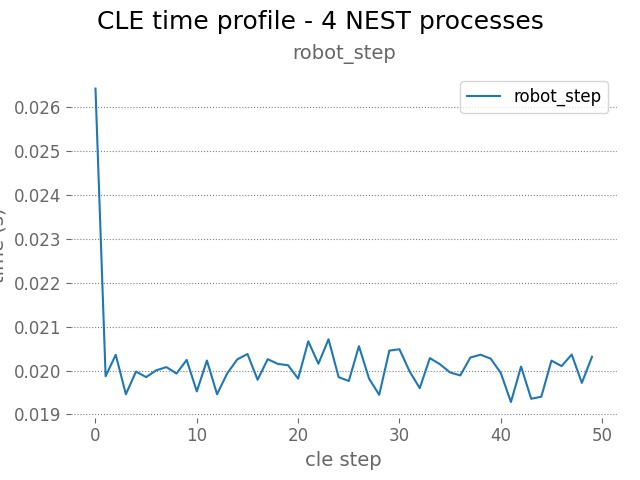 CLE time profile - 4 NEST processes
robot_step
robot_step
0.026
0.025
0.024
0.023
0.022
0.021
0.020
0.019
time (s)
0 10 20 30 40 50
cle step